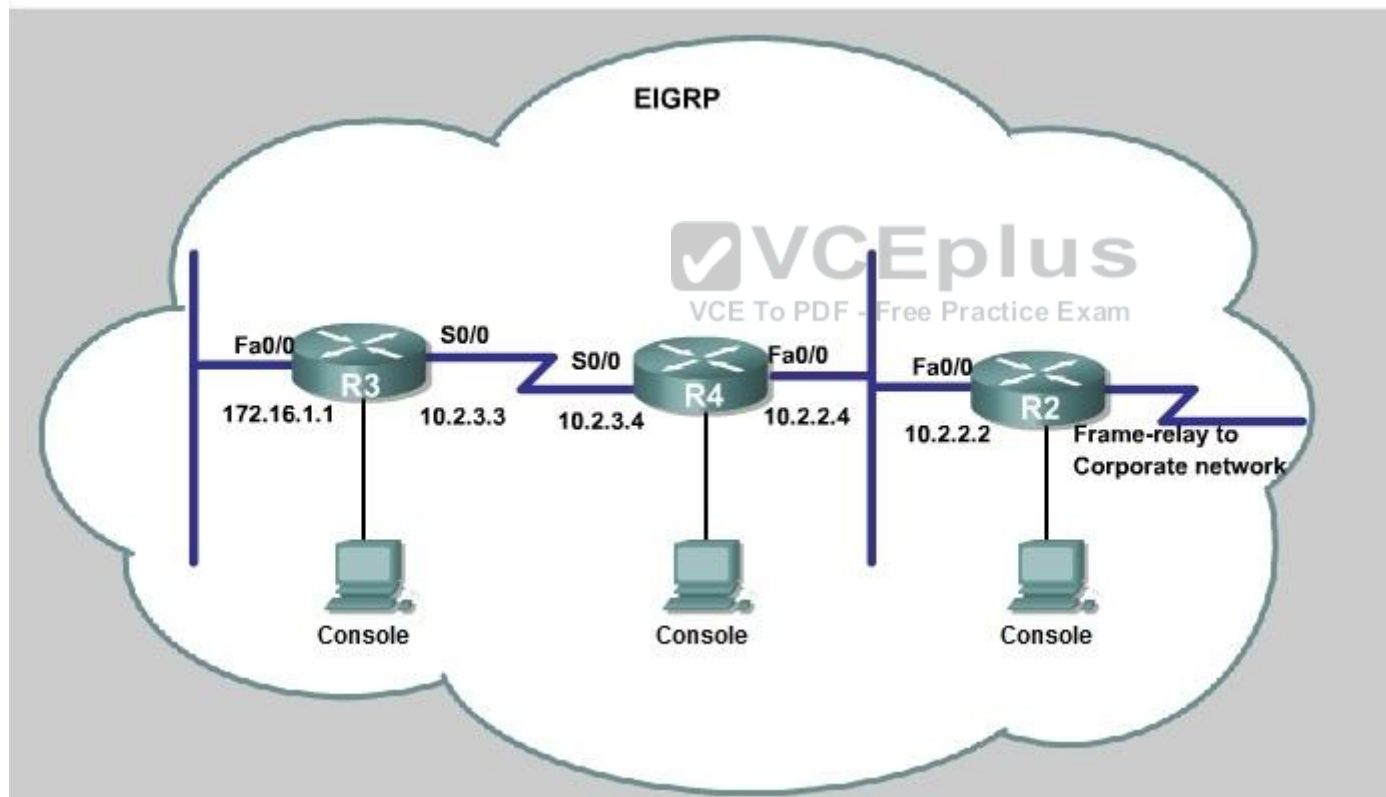 EIGRP
VCEplus
VCE To PDF - Free Practice Exam
Fa0/0
S0/0
S0/0
Fa0/0
Fa0/0
R3
R4
R2
172.16.1.1
10.2.3.3
10.2.3.4
10.2.2.4
10.2.2.2
Frame-relay to
Corporate network
Console
Console
Console